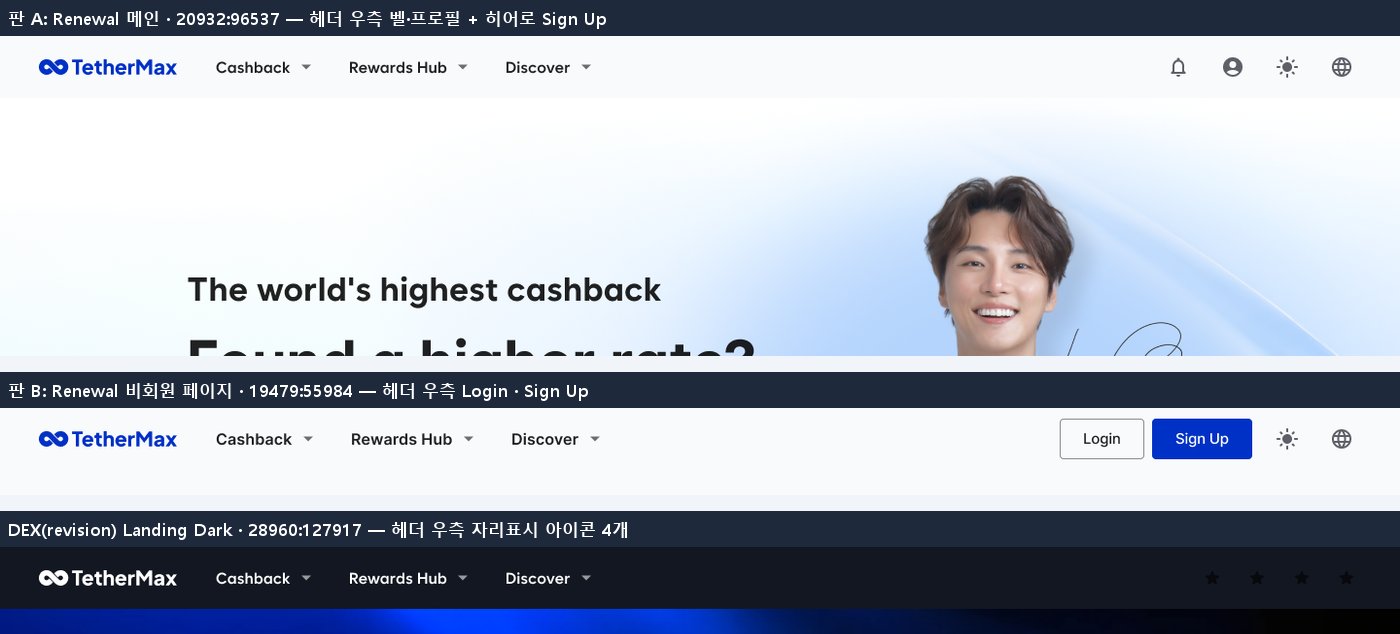 판 A: Renewal 메인 · 20932:96537 — 헤더 우측 벨·프로필 + 히어로 Sign Up
TetherMax Cashback Rewards Hub Discover
The world's highest cashback
Found a higher rate?
판 B: Renewal 비회원 페이지 · 19479:55984 — 헤더 우측 Login · Sign Up
TetherMax Cashback Rewards Hub Discover Login Sign Up
DEX(revision) Landing Dark · 28960:127917 — 헤더 우측 자리표시 아이콘 4개
TetherMax Cashback Rewards Hub Discover